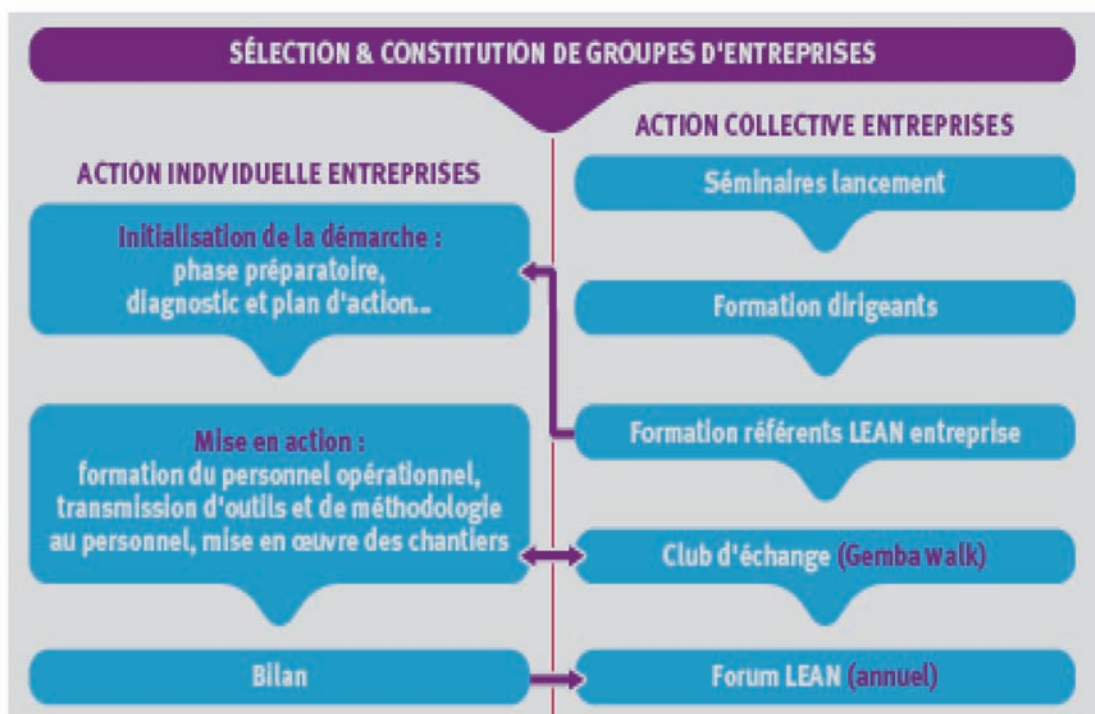 SÉLECTION & CONSTITUTION DE GROUPES D'ENTREPRISES
ACTION INDIVIDUELLE ENTREPRISES
Initialisation de la démarche :
phase préparatoire,
diagnostic et plan d'action...
Mise en action :
formation du personnel opérationnel,
transmission d'outils et de méthodologie
au personnel, mise en œuvre des chantiers
Bilan
ACTION COLLECTIVE ENTREPRISES
Séminaires lancement
Formation dirigeants
Formation référents LEAN entreprise
Club d'échange (Gemba walk)
Forum LEAN (annuel)